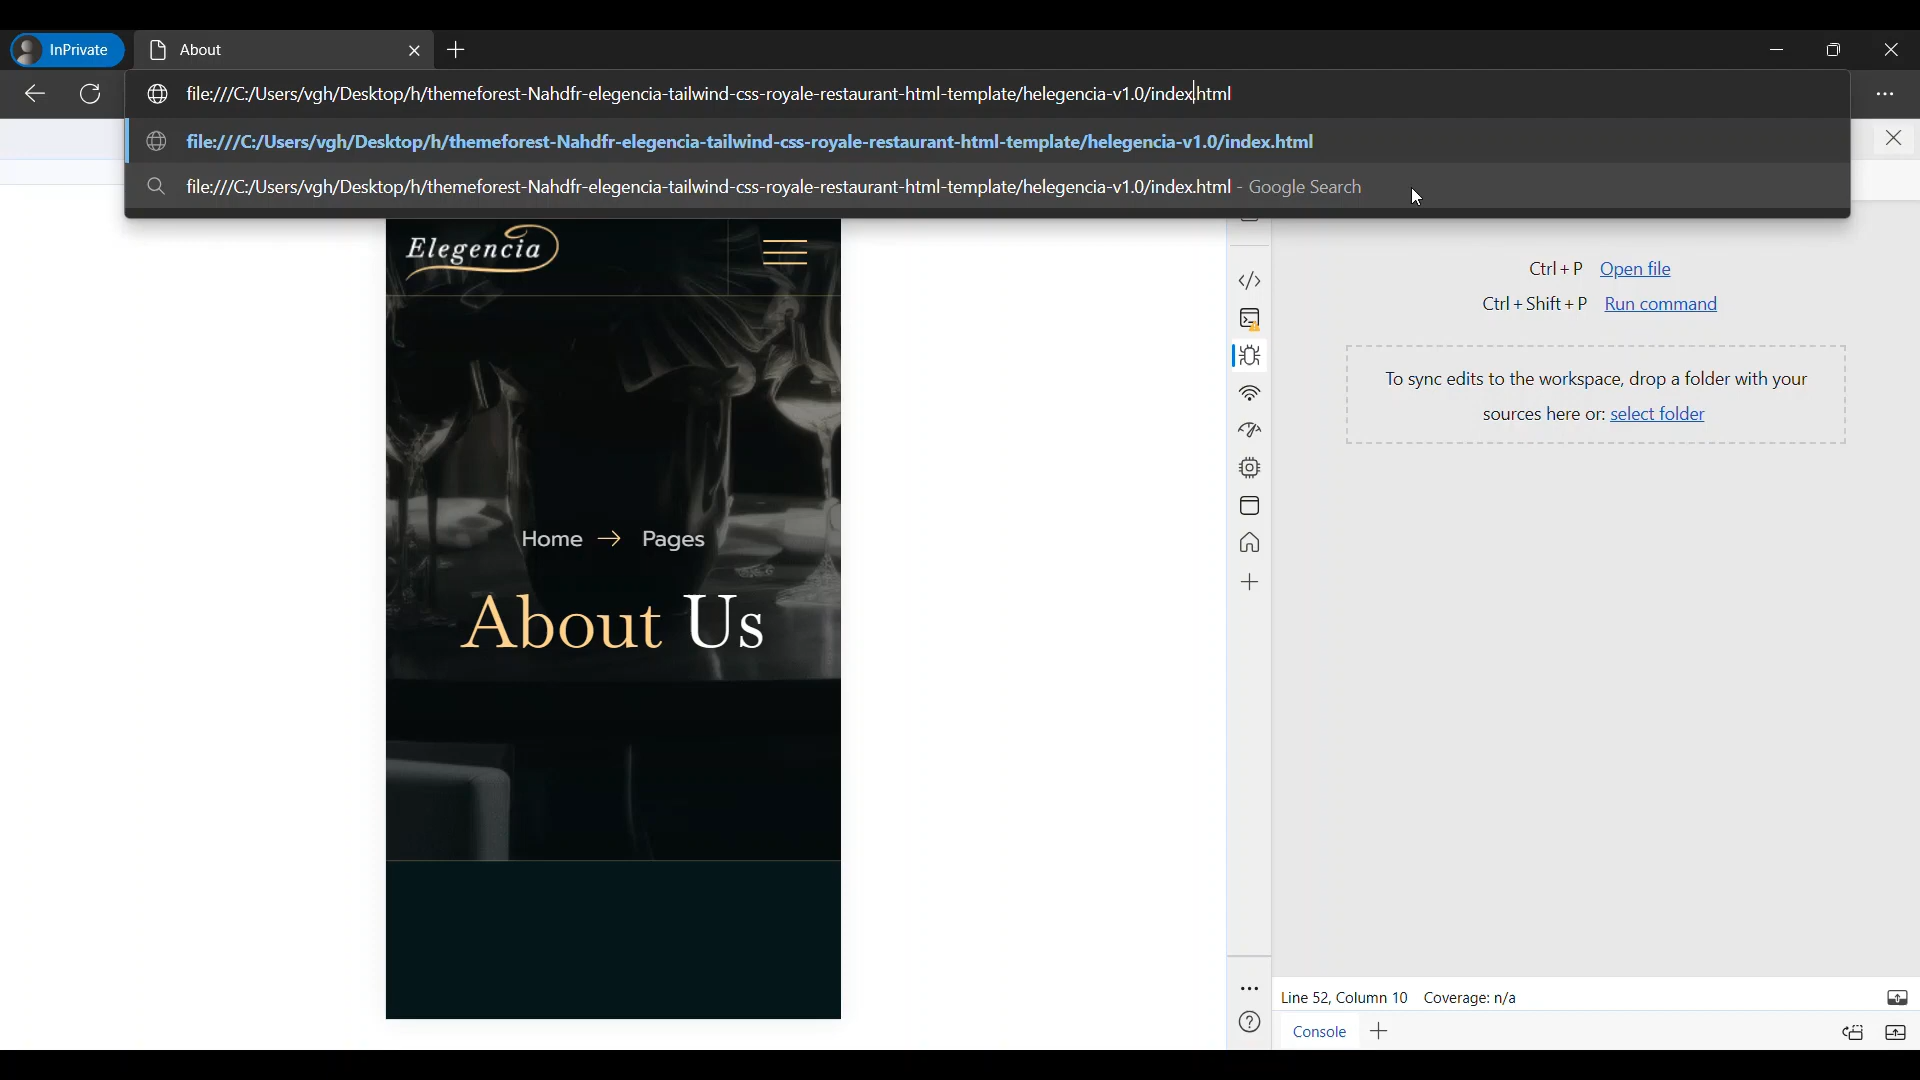 InPrivate
About
file:///C:/Users/vgh/Desktop/h/themeforest-Nahdfr-elegencia-tailwind-css-royale-restaurant-html-template/helegencia-v1.0/index.html
file:///C:/Users/vgh/Desktop/h/themeforest-Nahdfr-elegencia-tailwind-css-royale-restaurant-html-template/helegencia-v1.0/index.html
file:///C:/Users/vgh/Desktop/h/themeforest-Nahdfr-elegencia-tailwind-css-royale-restaurant-html-template/helegencia-v1.0/index.html - Google Search
Elegencia
Home → Pages
About Us
Ctrl + P Open file
Ctrl + Shift + P Run command
To sync edits to the workspace, drop a folder with your
sources here or: select folder
Line 52, Column 10 Coverage: n/a
Console